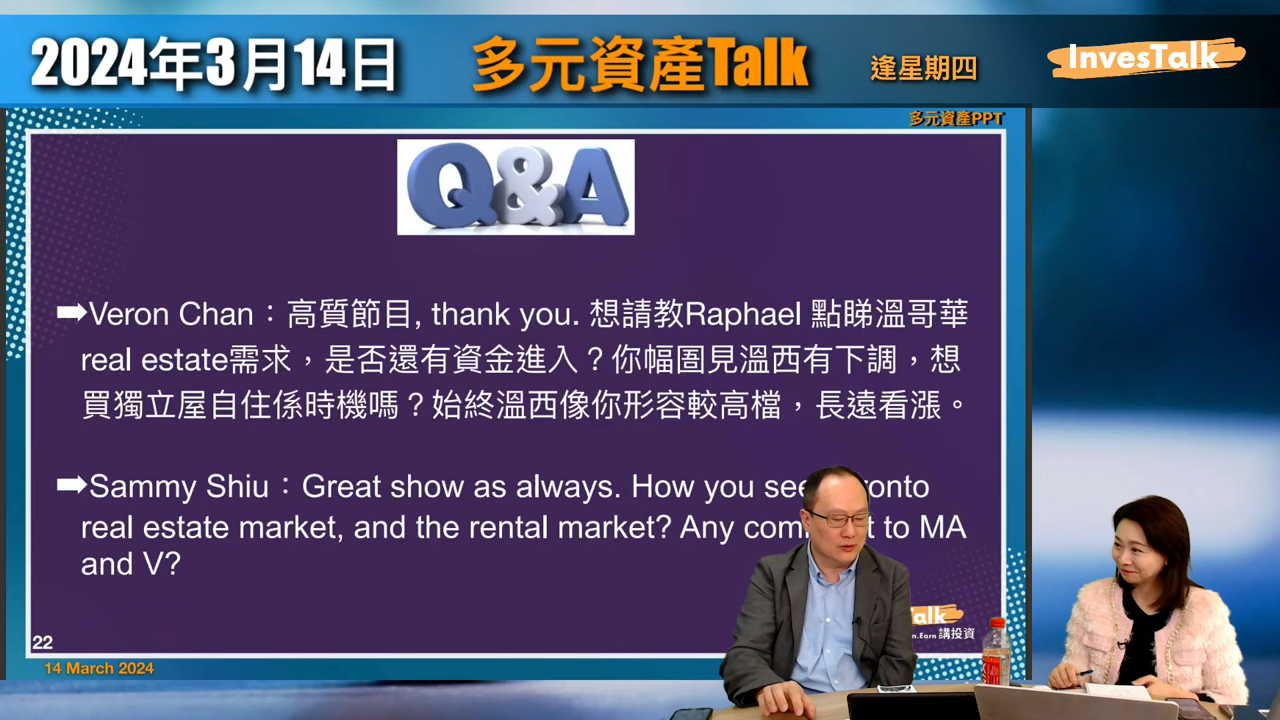 2024年3月14日 多元資產Talk 逢星期四 InvesTalk
多元資產PPT
Q&A
➡Veron Chan：高質節目, thank you. 想請教Raphael 點睇溫哥華
real estate需求，是否還有資金進入？你幅圖見溫西有下調，想
買獨立屋自住係時機嗎？始終溫西像你形容較高檔，長遠看漲。
➡Sammy Shiu：Great show as always. How you see ronto
real estate market, and the rental market? Any com t to MA
and V?
alk
n.Earn 講投資
22
14 March 2024